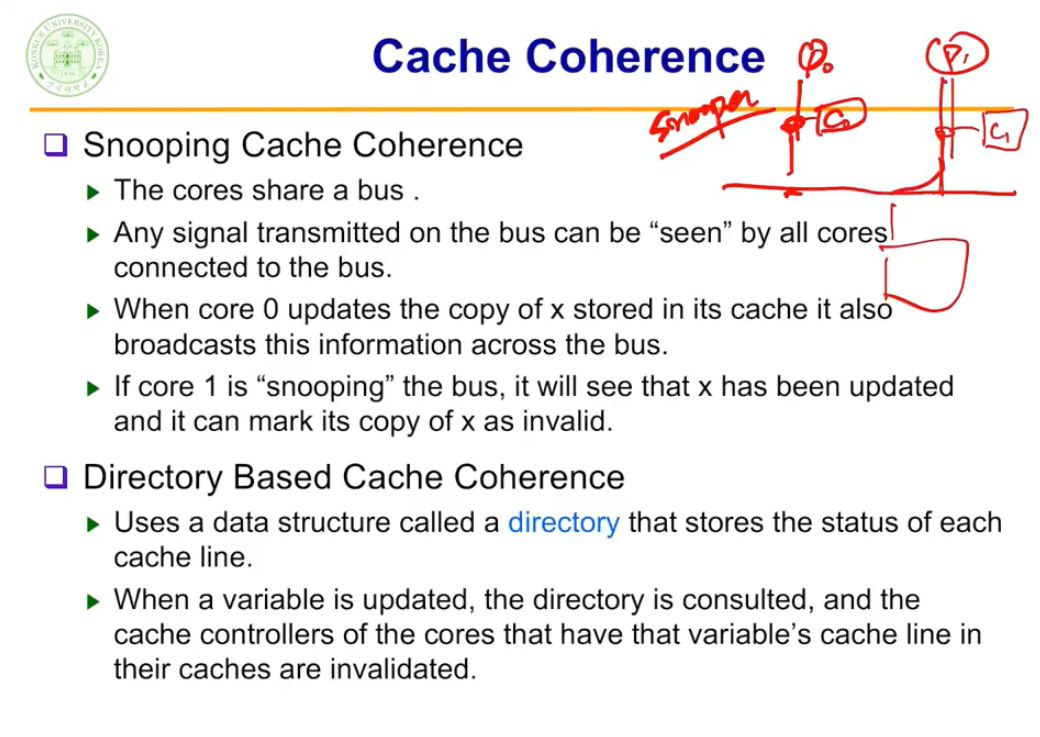 KONKUK UNIVERSITY KOREA
Cache Coherence
P0
P1
Snooper
C0
C1
Snooping Cache Coherence
The cores share a bus .
Any signal transmitted on the bus can be “seen” by all cores
connected to the bus.
When core 0 updates the copy of x stored in its cache it also
broadcasts this information across the bus.
If core 1 is “snooping” the bus, it will see that x has been updated
and it can mark its copy of x as invalid.
Directory Based Cache Coherence
Uses a data structure called a directory that stores the status of each
cache line.
When a variable is updated, the directory is consulted, and the
cache controllers of the cores that have that variable’s cache line in
their caches are invalidated.